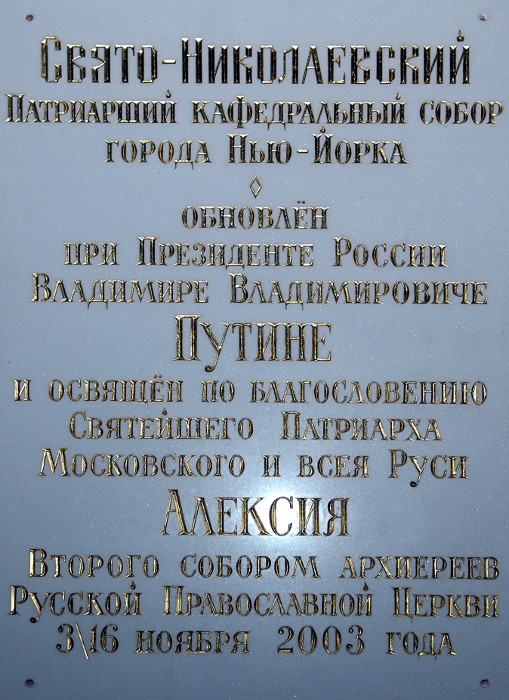 Свято-Николаевский
Патриарший кафедральный собор
города Нью-Йорка
обновлён
при Президенте России
Владимире Владимировиче
Путине
и освящён по благословению
Святейшего Патриарха
Московского и всея Руси
Алексия
Второго собором архиереев
Русской Православной Церкви
3\16 ноября 2003 года